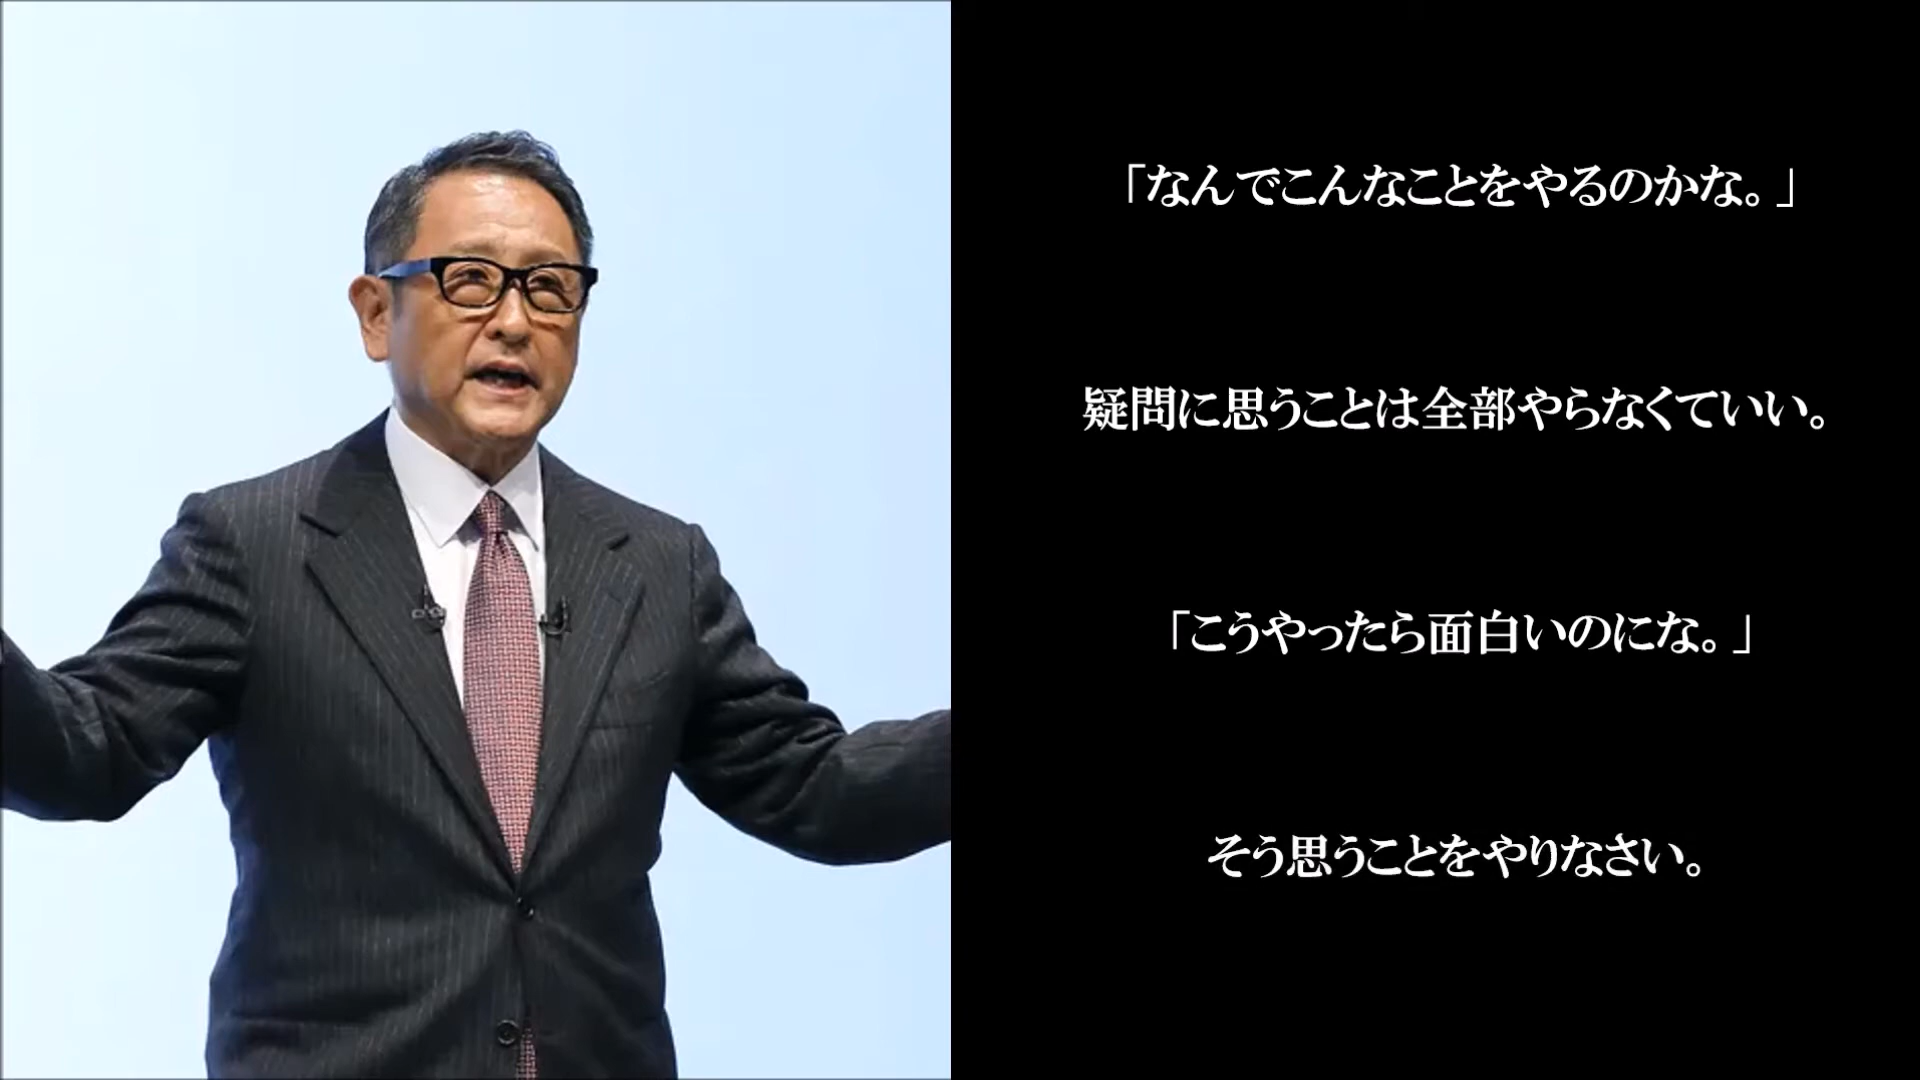 「なんでこんなことをやるのかな。」
疑問に思うことは全部やらなくていい。
「こうやったら面白いのにな。」
そう思うことをやりなさい。